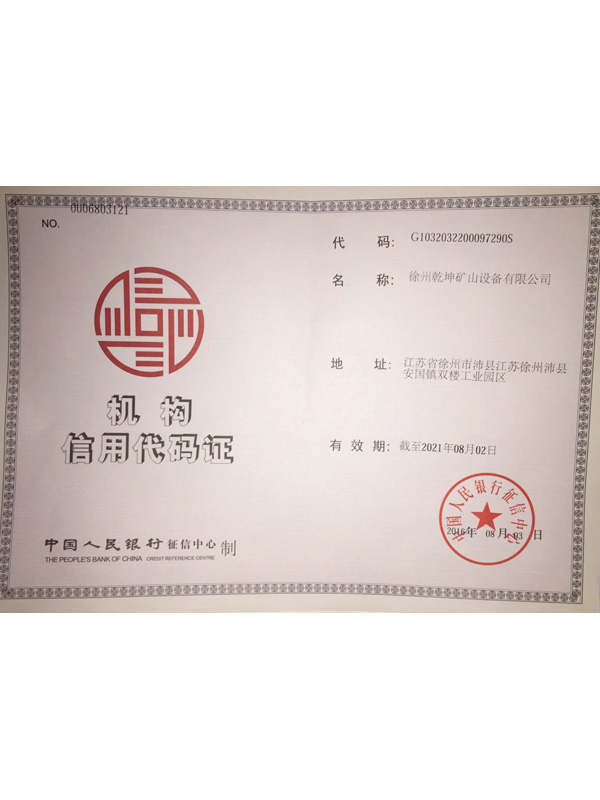 0006803121
NO.
机 构
信用代码证
中国人民银行 征信中心 制
THE PEOPLE'S BANK OF CHINA CREDIT REFERENCE CENTRE
代 码: G1032032200097290S
名 称: 徐州乾坤矿山设备有限公司
地 址: 江苏省徐州市沛县江苏徐州沛县
安国镇双楼工业园区
有 效 期: 截至2021年08月02日
中国人民银行征信中心
2016年 08月 03 日